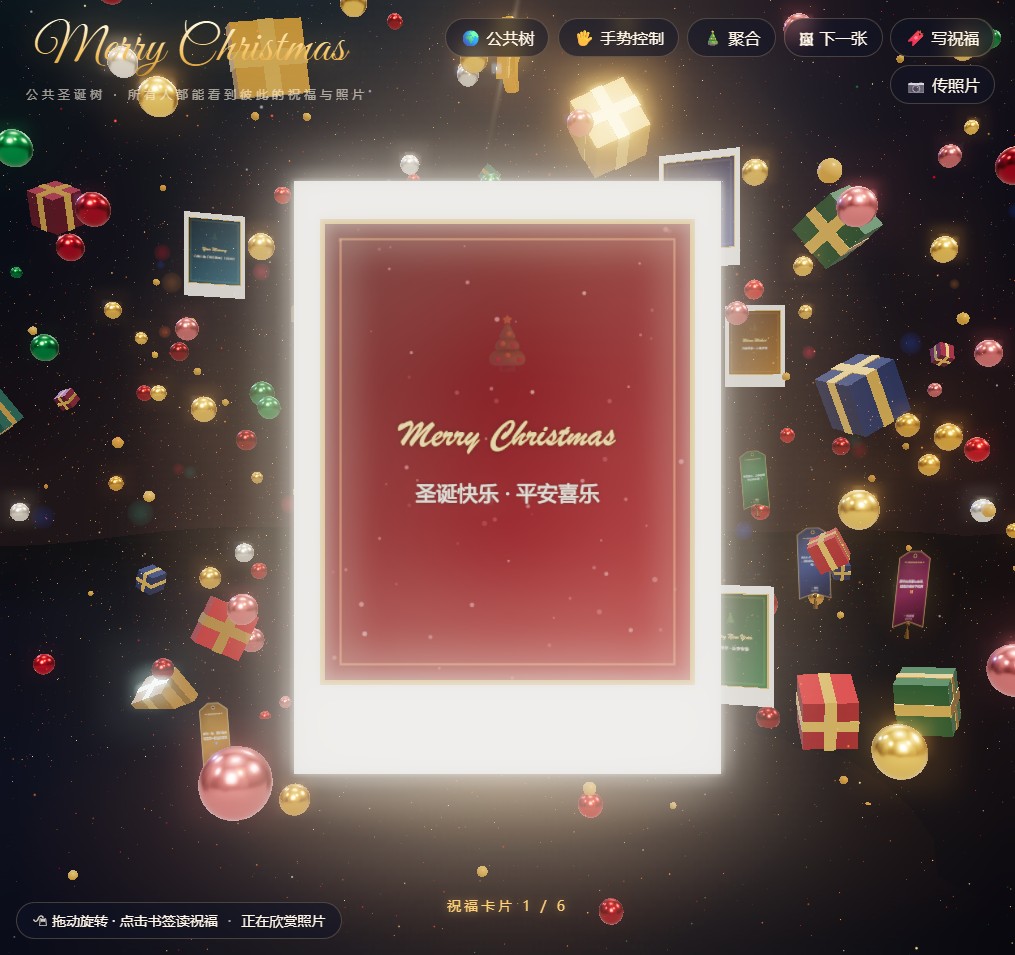 Merry Christmas
公共圣诞树 · 所有人都能看到彼此的祝福与照片
公共树
手势控制
聚合
下一张
写祝福
传照片
Merry Christmas
圣诞快乐 · 平安喜乐
祝福卡片 1 / 6
拖动旋转 · 点击书签读祝福 · 正在欣赏照片